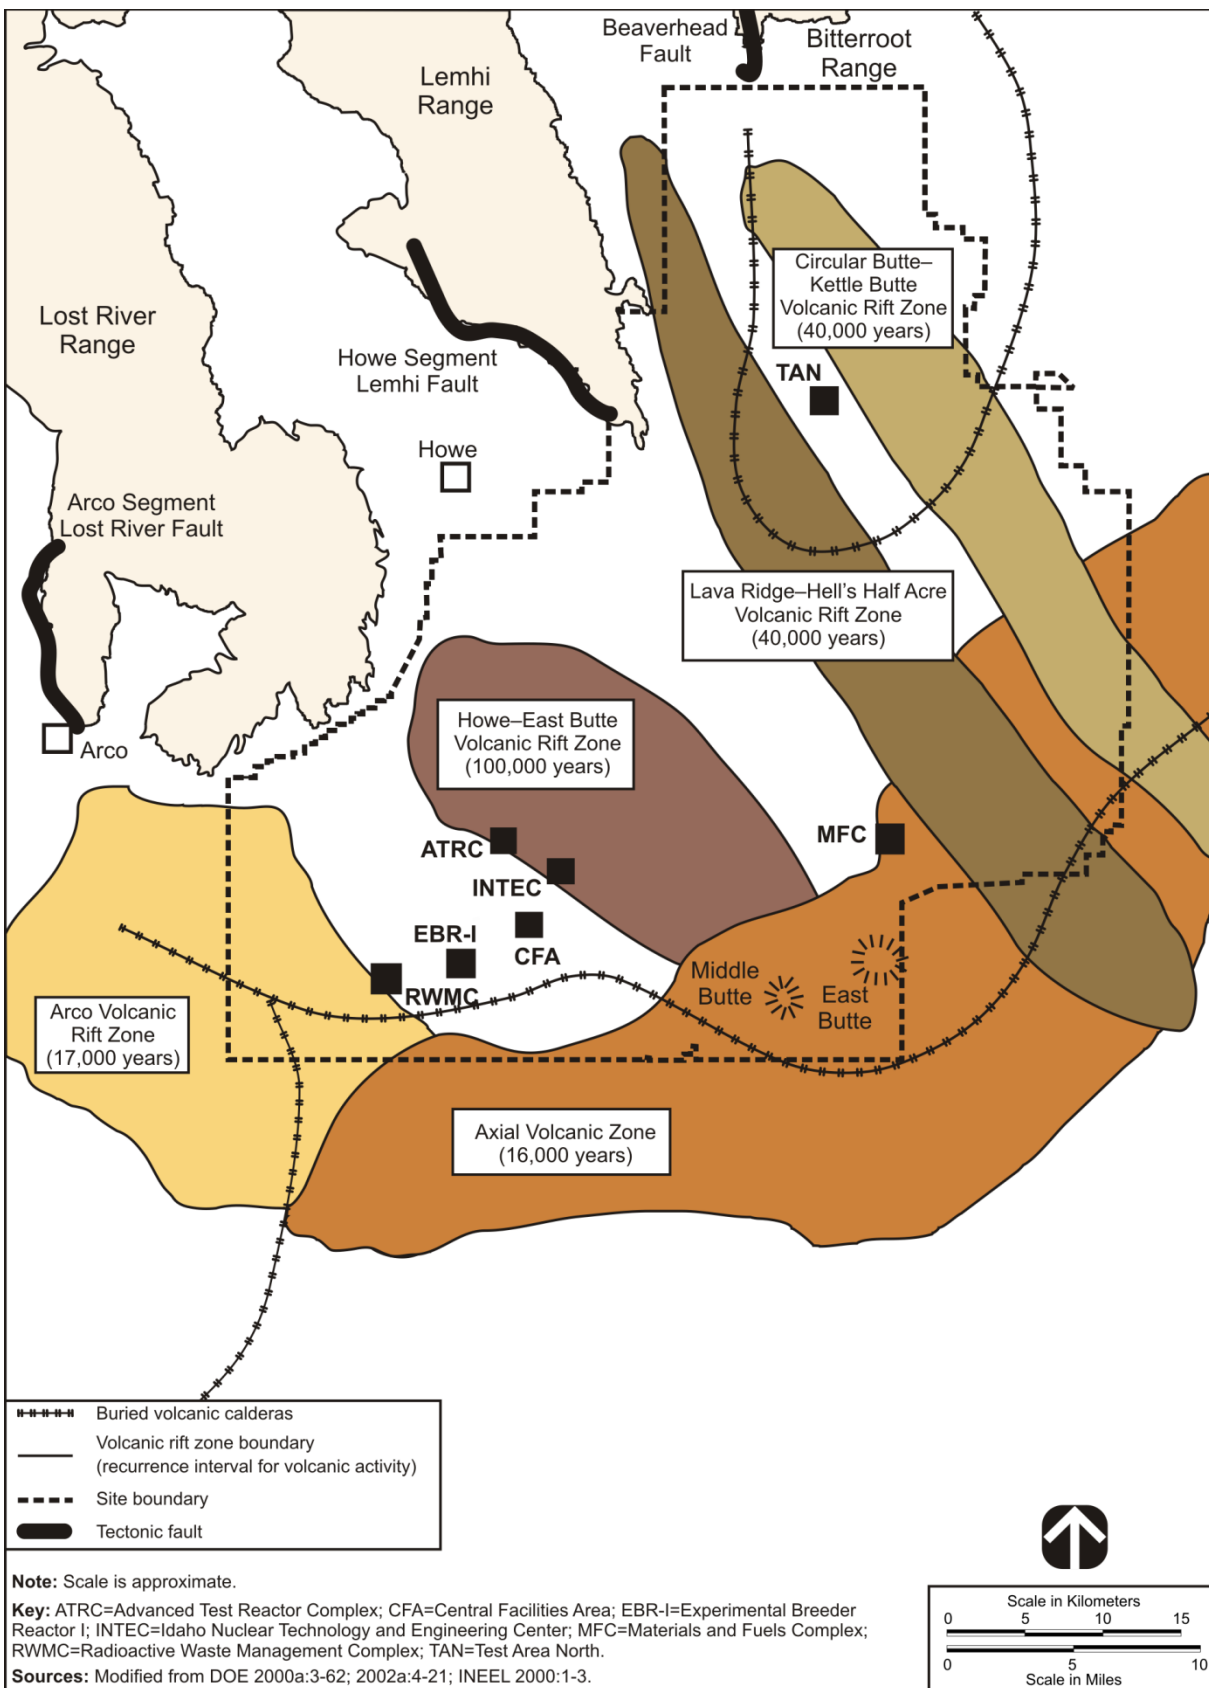 Beaverhead
Fault
Bitterroot
Range
Lemhi
Range
Circular Butte–
Kettle Butte
Volcanic Rift Zone
(40,000 years)
Lost River
Range
Howe Segment
Lemhi Fault
TAN
Howe
Arco Segment
Lost River Fault
Lava Ridge–Hell's Half Acre
Volcanic Rift Zone
(40,000 years)
Arco
Howe–East Butte
Volcanic Rift Zone
(100,000 years)
ATRC
MFC
INTEC
EBR-I
CFA
RWMC
Middle
Butte
East
Butte
Arco Volcanic
Rift Zone
(17,000 years)
Axial Volcanic Zone
(16,000 years)
Buried volcanic calderas
Volcanic rift zone boundary
(recurrence interval for volcanic activity)
Site boundary
Tectonic fault
Note: Scale is approximate.
Key: ATRC=Advanced Test Reactor Complex; CFA=Central Facilities Area; EBR-I=Experimental Breeder
Reactor I; INTEC=Idaho Nuclear Technology and Engineering Center; MFC=Materials and Fuels Complex;
RWMC=Radioactive Waste Management Complex; TAN=Test Area North.
Sources: Modified from DOE 2000a:3-62; 2002a:4-21; INEEL 2000:1-3.
Scale in Kilometers
0 5 10 15
0 5 10
Scale in Miles